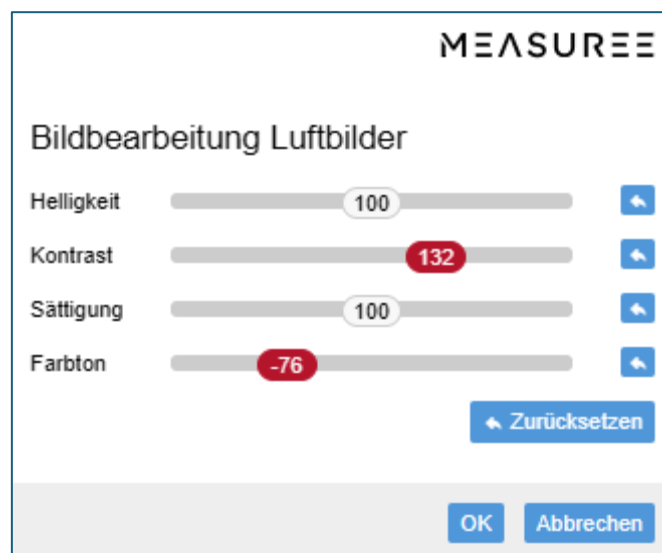 MEASUREE
Bildbearbeitung Luftbilder
Helligkeit 100
Kontrast 132
Sättigung 100
Farbton -76
Zurücksetzen
OK Abbrechen